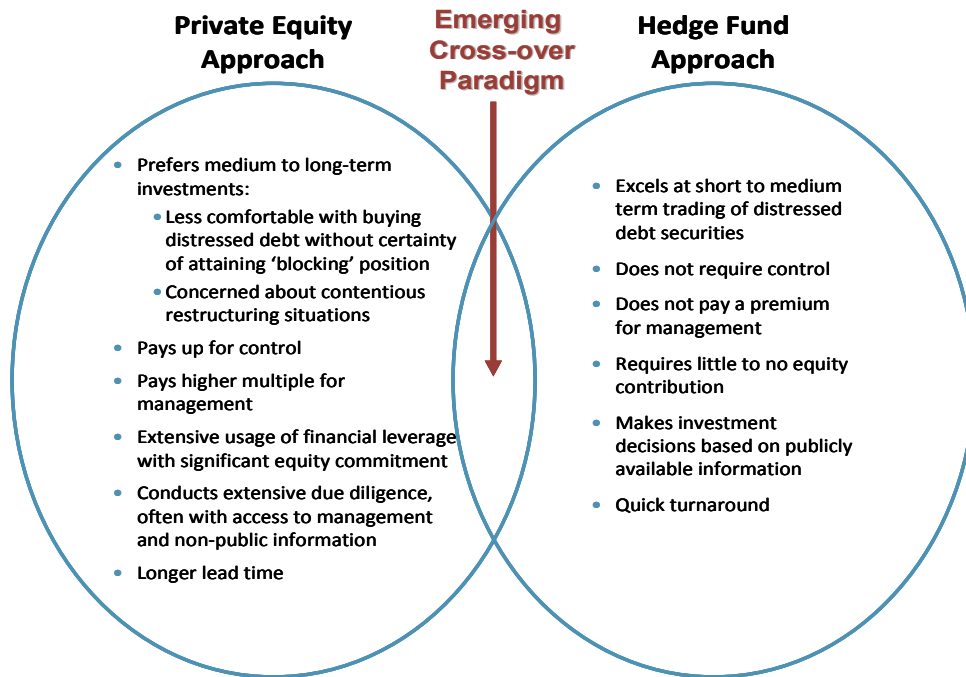 Private Equity
Approach
Emerging
Cross-over
Paradigm
Hedge Fund
Approach
• Prefers medium to long-term
investments:
• Less comfortable with buying
distressed debt without certainty
of attaining ‘blocking’ position
• Concerned about contentious
restructuring situations
• Pays up for control
• Pays higher multiple for
management
• Extensive usage of financial leverage
with significant equity commitment
• Conducts extensive due diligence,
often with access to management
and non-public information
• Longer lead time
• Excels at short to medium
term trading of distressed
debt securities
• Does not require control
• Does not pay a premium
for management
• Requires little to no equity
contribution
• Makes investment
decisions based on publicly
available information
• Quick turnaround